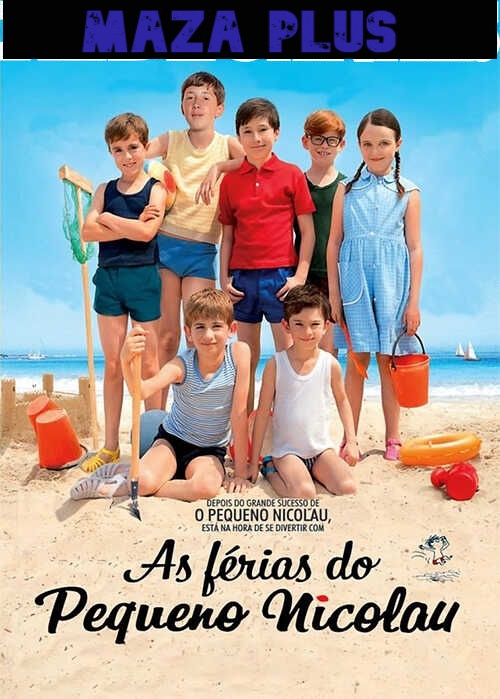 MAZA PLUS
DEPOIS DO GRANDE SUCESSO DE
O PEQUENO NICOLAU,
ESTÁ NA HORA DE SE DIVERTIR COM
As férias do
Pequeno Nicolau